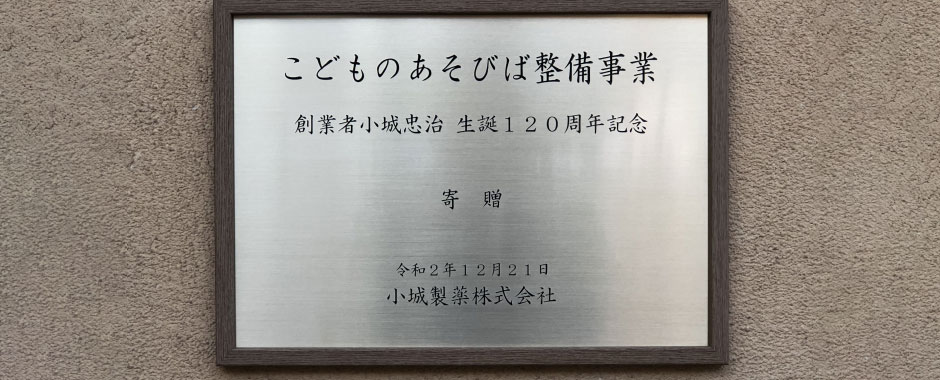 こどものあそびば整備事業
創業者小城忠治 生誕１２０周年記念
寄　贈
令和２年１２月２１日
小城製薬株式会社